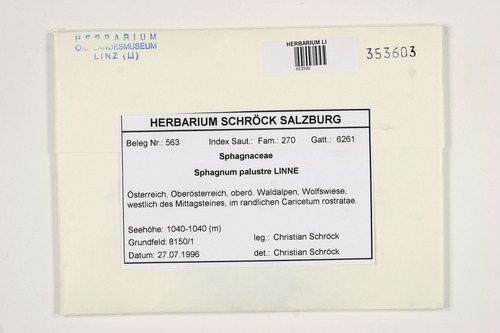 HERBARIUM
O.Ö. LANDESMUSEUM
LINZ (LI)
HERBARIUM LI
353603
HERBARIUM SCHRÖCK SALZBURG
Beleg Nr.: 563 Index Saut.: Fam.: 270 Gatt.: 6261
Sphagnaceae
Sphagnum palustre LINNE
Österreich, Oberösterreich, oberö. Waldalpen, Wolfswiese,
westlich des Mittagsteines, im randlichen Caricetum rostratae.
Seehöhe: 1040-1040 (m)
Grundfeld: 8150/1 leg.: Christian Schröck
Datum: 27.07.1996 det.: Christian Schröck